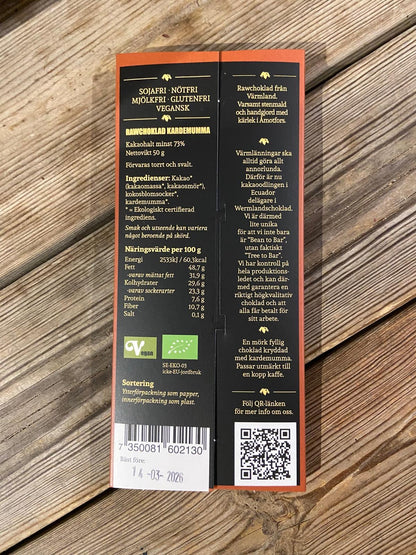 SOJAFRI · NÖTFRI
MJÖLKFRI · GLUTENFRI
VEGANSK
RAWCHOKLAD KARDEMUMMA
Kakaohalt minst 73%
Nettovikt 50 g
Förvaras torrt och svalt.
Ingredienser: Kakao*
(kakaomassa*, kakaosmör*),
kokosblomsocker*,
kardemumma*.
* = Ekologiskt certifierad
ingrediens.
Smak och utseende kan variera
något beroende på skörd.
Näringsvärde per 100 g
Energi 2533kJ / 60,3kcal
Fett 48,7 g
-varav mättat fett 31,9 g
Kolhydrater 29,6 g
-varav sockerarter 23,3 g
Protein 7,6 g
Fiber 10,7 g
Salt 0,1 g
Vegan
SE-EKO-03
icke-EU-jordbruk
Sortering
Ytterförpackning som papper,
innerförpackning som plast.
7 350081 602130
Bäst före:
14-03-2026
Rawchoklad från
Värmland.
Varsamt stenmald
och handgjord med
kärlek i Åmotfors.
Värmlänningar ska
alltid göra allt
annorlunda.
Därför är nu
kakaoodlingen i
Ecuador
delägare i
Wermlandschoklad.
Vi är därmed
lite unika
för att vi inte bara
är "Bean to Bar",
utan faktiskt
"Tree to Bar".
Vi har kontroll på
hela produktions-
ledet och kan där-
med garantera en
riktigt högkvalitativ
choklad och att
alla får betalt för
sitt arbete.
En mörk fyllig
choklad kryddad
med kardemumma.
Passar utmärkt till
en kopp kaffe.
Följ QR-länken
för mer info om oss.